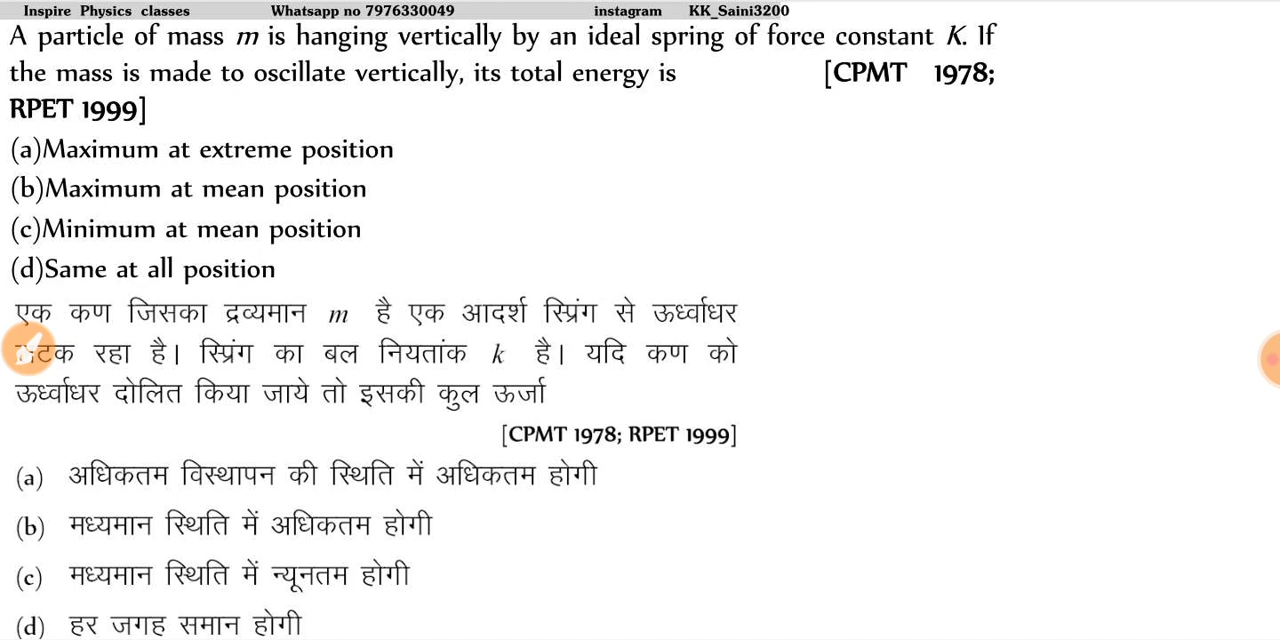 Inspire Physics classes Whatsapp no 7976330049 instagram KK_Saini3200
A particle of mass m is hanging vertically by an ideal spring of force constant K. If
the mass is made to oscillate vertically, its total energy is [CPMT 1978;
RPET 1999]
(a)Maximum at extreme position
(b)Maximum at mean position
(c)Minimum at mean position
(d)Same at all position
एक कण जिसका द्रव्यमान m है एक आदर्श स्प्रिंग से ऊर्ध्वाधर
रहा है। स्प्रिंग का बल नियतांक k है। यदि कण को
ऊर्ध्वाधर दोलित किया जाये तो इसकी कुल ऊर्जा
[CPMT 1978; RPET 1999]
(a) अधिकतम विस्थापन की स्थिति में अधिकतम होगी
(b) मध्यमान स्थिति में अधिकतम होगी
(c) मध्यमान स्थिति में न्यूनतम होगी
(d) हर जगह समान होगी